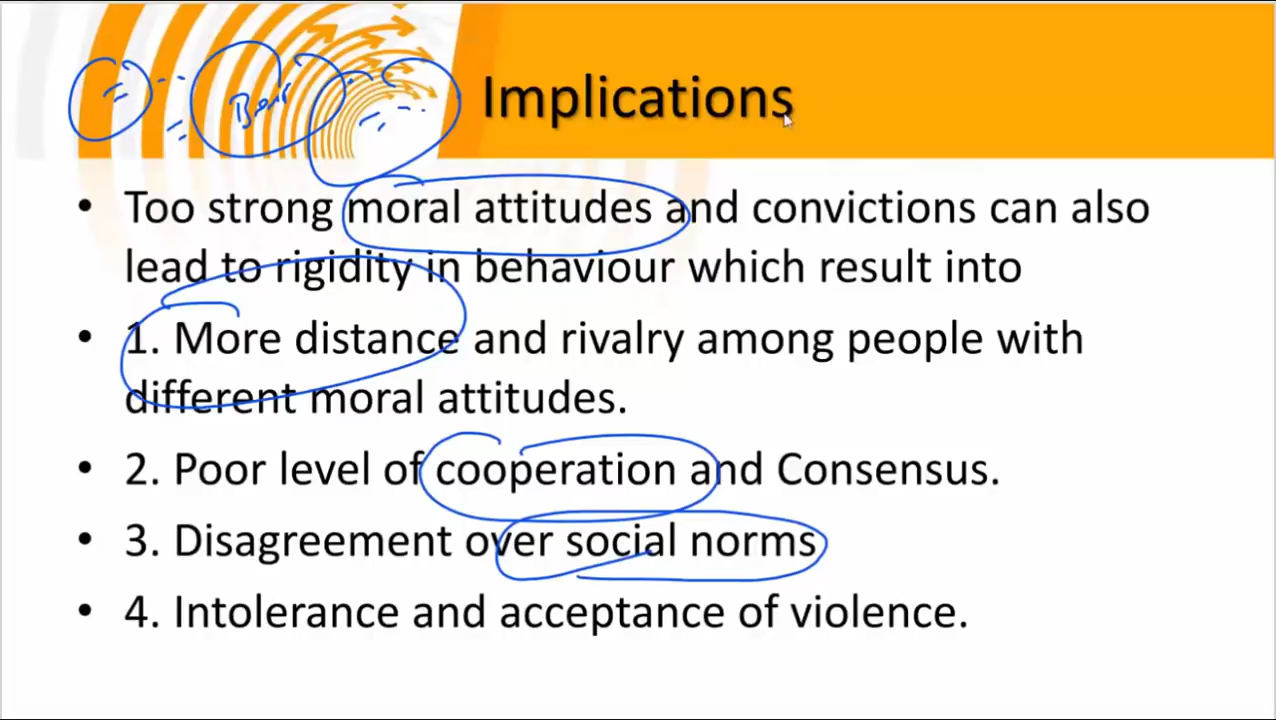 Implications
• Too strong moral attitudes and convictions can also
lead to rigidity in behaviour which result into
• 1. More distance and rivalry among people with
different moral attitudes.
• 2. Poor level of cooperation and Consensus.
• 3. Disagreement over social norms
• 4. Intolerance and acceptance of violence.